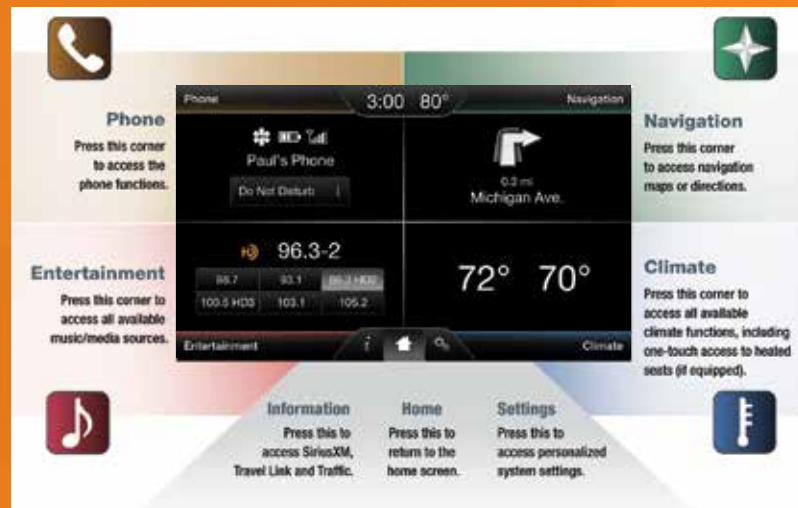 Phone
Press this corner
to access the
phone functions.
Navigation
Press this corner
to access navigation
maps or directions.
Entertainment
Press this corner to
access all available
music/media sources.
Climate
Press this corner to
access all available
climate functions, including
one-touch access to heated
seats (if equipped).
Phone
3:00 80°
Navigation
Paul's Phone
Do Not Disturb
0.3 mi
Michigan Ave.
96.3-2
93.1 96.3 HD2
100.5 HD3 103.1 105.2
72° 70°
Entertainment
i
Climate
Information
Press this to
access SiriusXM,
Travel Link and Traffic.
Home
Press this to
return to the
home screen.
Settings
Press this to
access personalized
system settings.